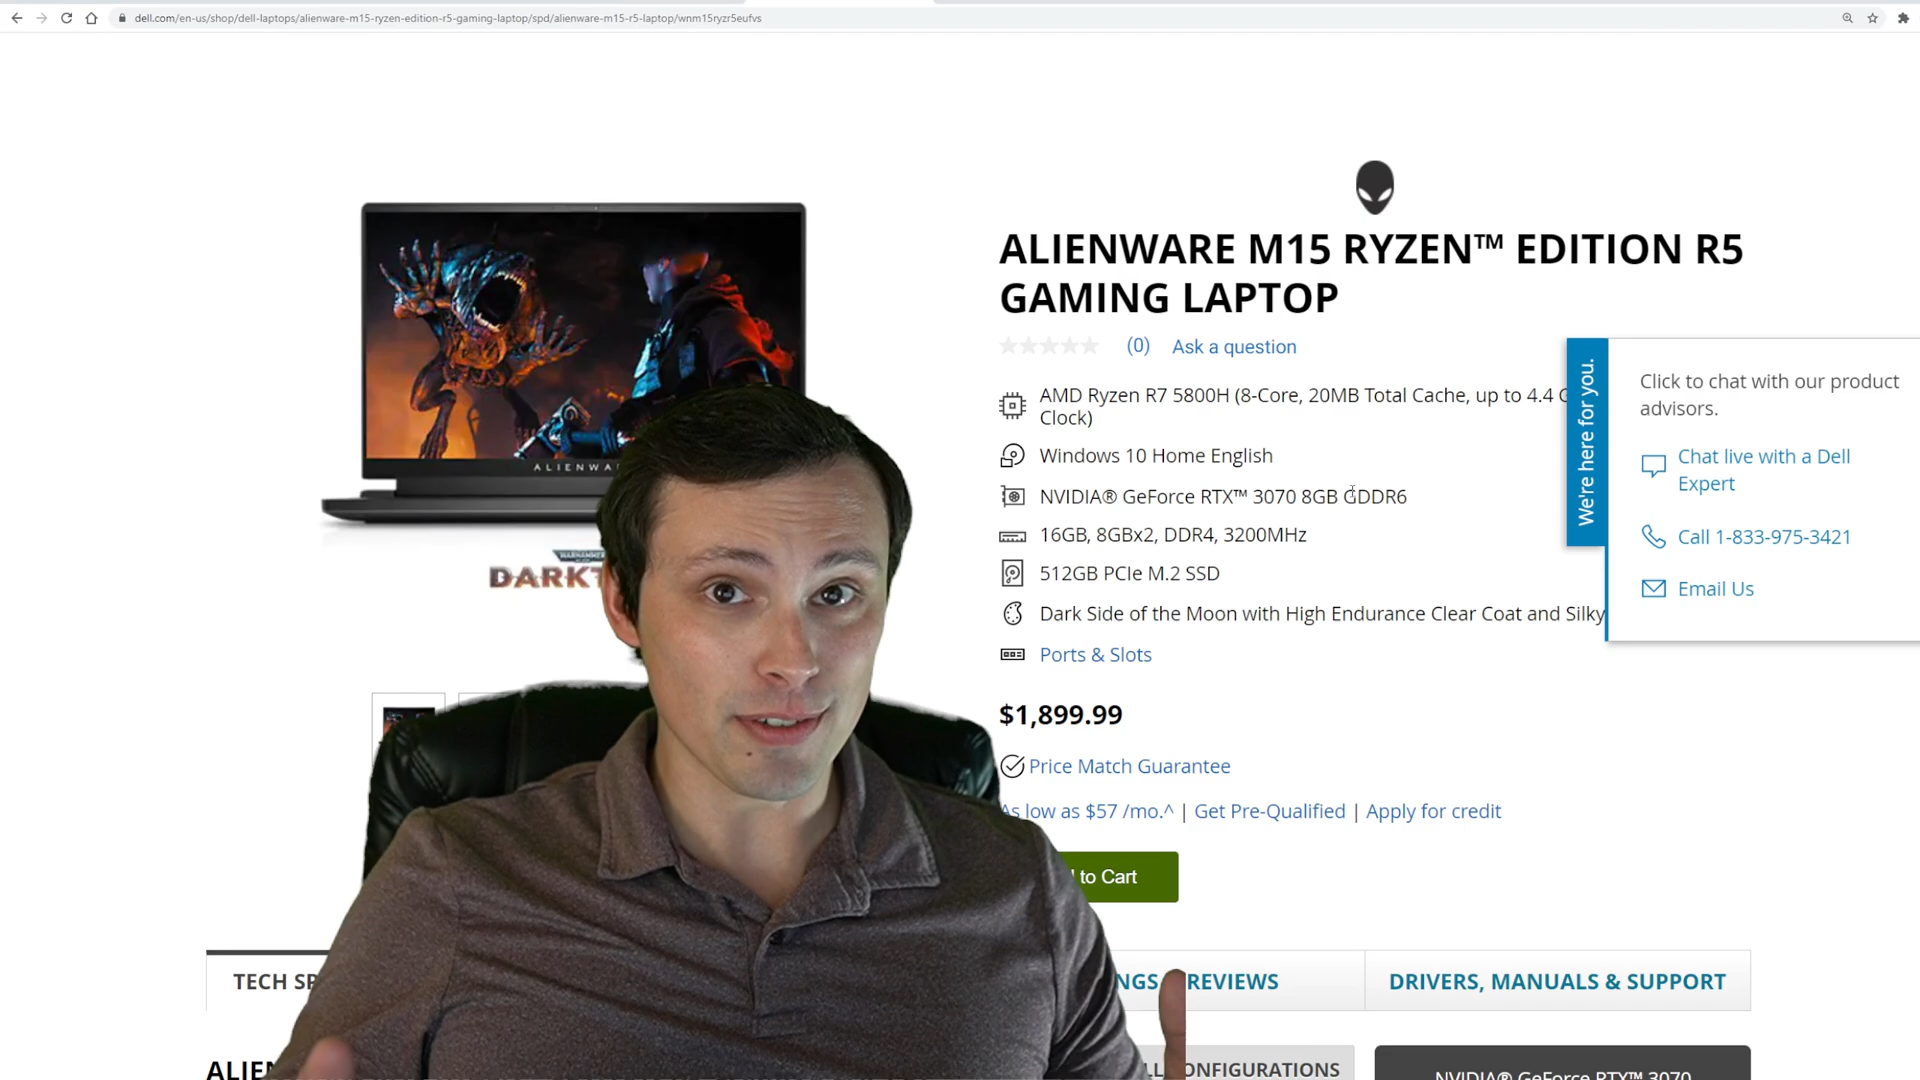 dell.com/en-us/shop/dell-laptops/alienware-m15-ryzen-edition-r5-gaming-laptop/spd/alienware-m15-r5-laptop/wnm15ryzr5eufvs
ALIENWARE M15 RYZEN™ EDITION R5
GAMING LAPTOP
(0) Ask a question
AMD Ryzen R7 5800H (8-Core, 20MB Total Cache, up to 4.4 G
Clock)
Windows 10 Home English
NVIDIA® GeForce RTX™ 3070 8GB GDDR6
16GB, 8GBx2, DDR4, 3200MHz
512GB PCIe M.2 SSD
Dark Side of the Moon with High Endurance Clear Coat and Silky
Ports & Slots
$1,899.99
Price Match Guarantee
As low as $57 /mo.^ | Get Pre-Qualified | Apply for credit
to Cart
We're here for you.
Click to chat with our product
advisors.
Chat live with a Dell
Expert
Call 1-833-975-3421
Email Us
ALIENWA
WARHAMMER
DARKT
TECH SP
NGS REVIEWS
DRIVERS, MANUALS & SUPPORT
ALIEN
LL CONFIGURATIONS
NVIDIA® GeForce RTX™ 3070